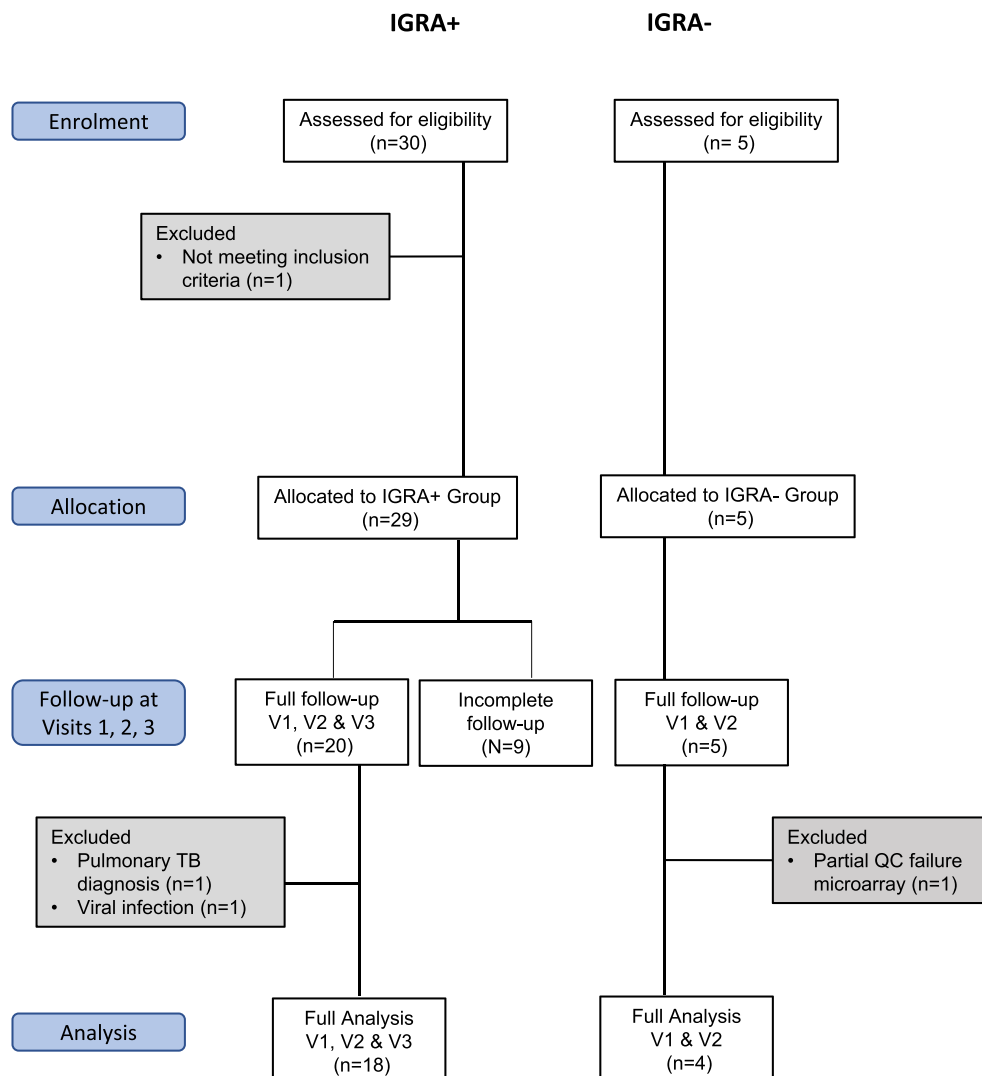 IGRA+
IGRA-
Enrolment
Assessed for eligibility
(n=30)
Assessed for eligibility
(n= 5)
Excluded
• Not meeting inclusion
criteria (n=1)
Allocation
Allocated to IGRA+ Group
(n=29)
Allocated to IGRA- Group
(n=5)
Follow-up at
Visits 1, 2, 3
Full follow-up
V1, V2 & V3
(n=20)
Incomplete
follow-up
(N=9)
Full follow-up
V1 & V2
(n=5)
Excluded
• Pulmonary TB
diagnosis (n=1)
• Viral infection (n=1)
Excluded
• Partial QC failure
microarray (n=1)
Analysis
Full Analysis
V1, V2 & V3
(n=18)
Full Analysis
V1 & V2
(n=4)